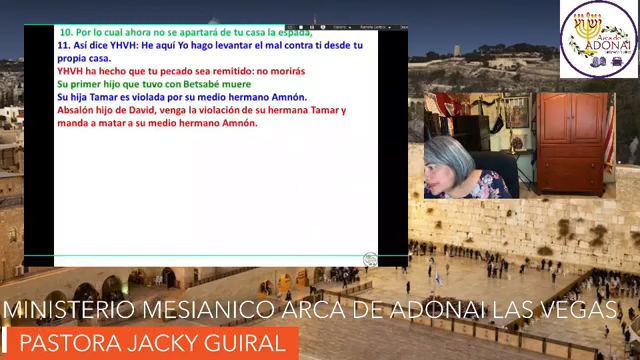 10. Por lo cual ahora no se apartará de tu casa la espada,
11. Así dice YHVH: He aquí Yo hago levantar el mal contra ti desde tu
propia casa.
YHVH ha hecho que tu pecado sea remitido: no morirás
Su primer hijo que tuvo con Betsabé muere
Su hija Tamar es violada por su medio hermano Amnón.
Absalón hijo de David, venga la violación de su hermana Tamar y
manda a matar a su medio hermano Amnón.
Arca de
ADONAI
MINISTERIO MESIANICO ARCA DE ADONAI LAS VEGAS
PASTORA JACKY GUIRAL